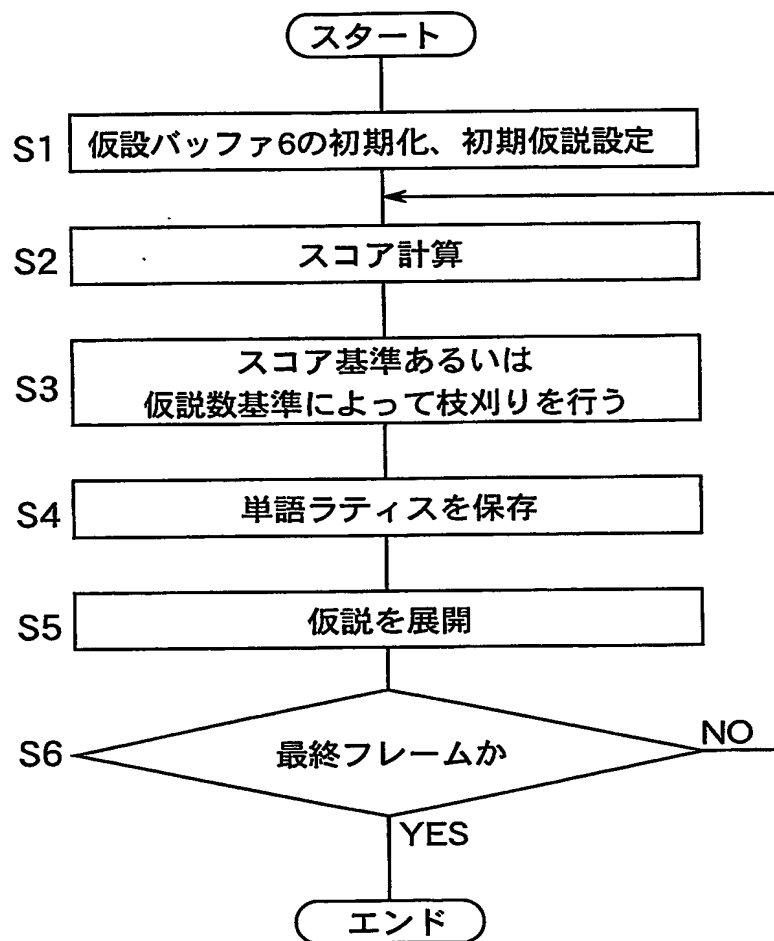 スタート
S1 仮設バッファ6の初期化、初期仮説設定
S2 スコア計算
S3 スコア基準あるいは
仮説数基準によって枝刈りを行う
S4 単語ラティスを保存
S5 仮説を展開
S6 最終フレームか NO
YES
エンド